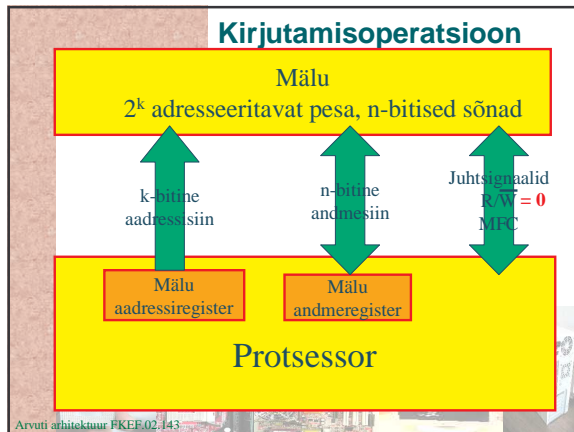 Kirjutamisoperatsioon
Mälu
2ᵏ adresseeritavat pesa, n-bitised sõnad
k-bitine
aadressisiin
n-bitine
andmesiin
Juhtsignaalid
R/W̅ = 0
MFC
Mälu
aadressiregister
Mälu
andmeregister
Protsessor
Arvuti arhitektuur FKEF.02.143